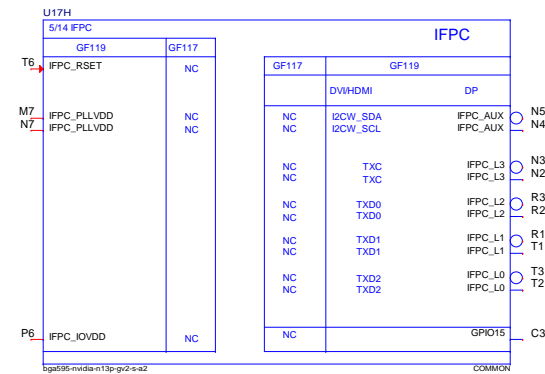 U17H
5/14 IFPC
IFPC
GF119 GF117
T6 IFPC_RSET NC
GF117 GF119
DVI/HDMI DP
M7 IFPC_PLLVDD NC
N7 IFPC_PLLVDD NC
NC I2CW_SDA IFPC_AUX N5
NC I2CW_SCL IFPC_AUX N4
NC TXC IFPC_L3 N3
NC TXC IFPC_L3 N2
NC TXD0 IFPC_L2 R3
NC TXD0 IFPC_L2 R2
NC TXD1 IFPC_L1 R1
NC TXD1 IFPC_L1 T1
NC TXD2 IFPC_L0 T3
NC TXD2 IFPC_L0 T2
P6 IFPC_IOVDD NC
NC GPIO15 C3
bga595-nvidia-n13p-gv2-s-a2 COMMON